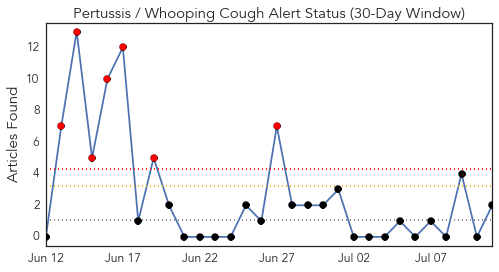 Pertussis / Whooping Cough Alert Status (30-Day Window)
Articles Found
12
10
8
6
4
2
0
Jun 12 Jun 17 Jun 22 Jun 27 Jul 02 Jul 07